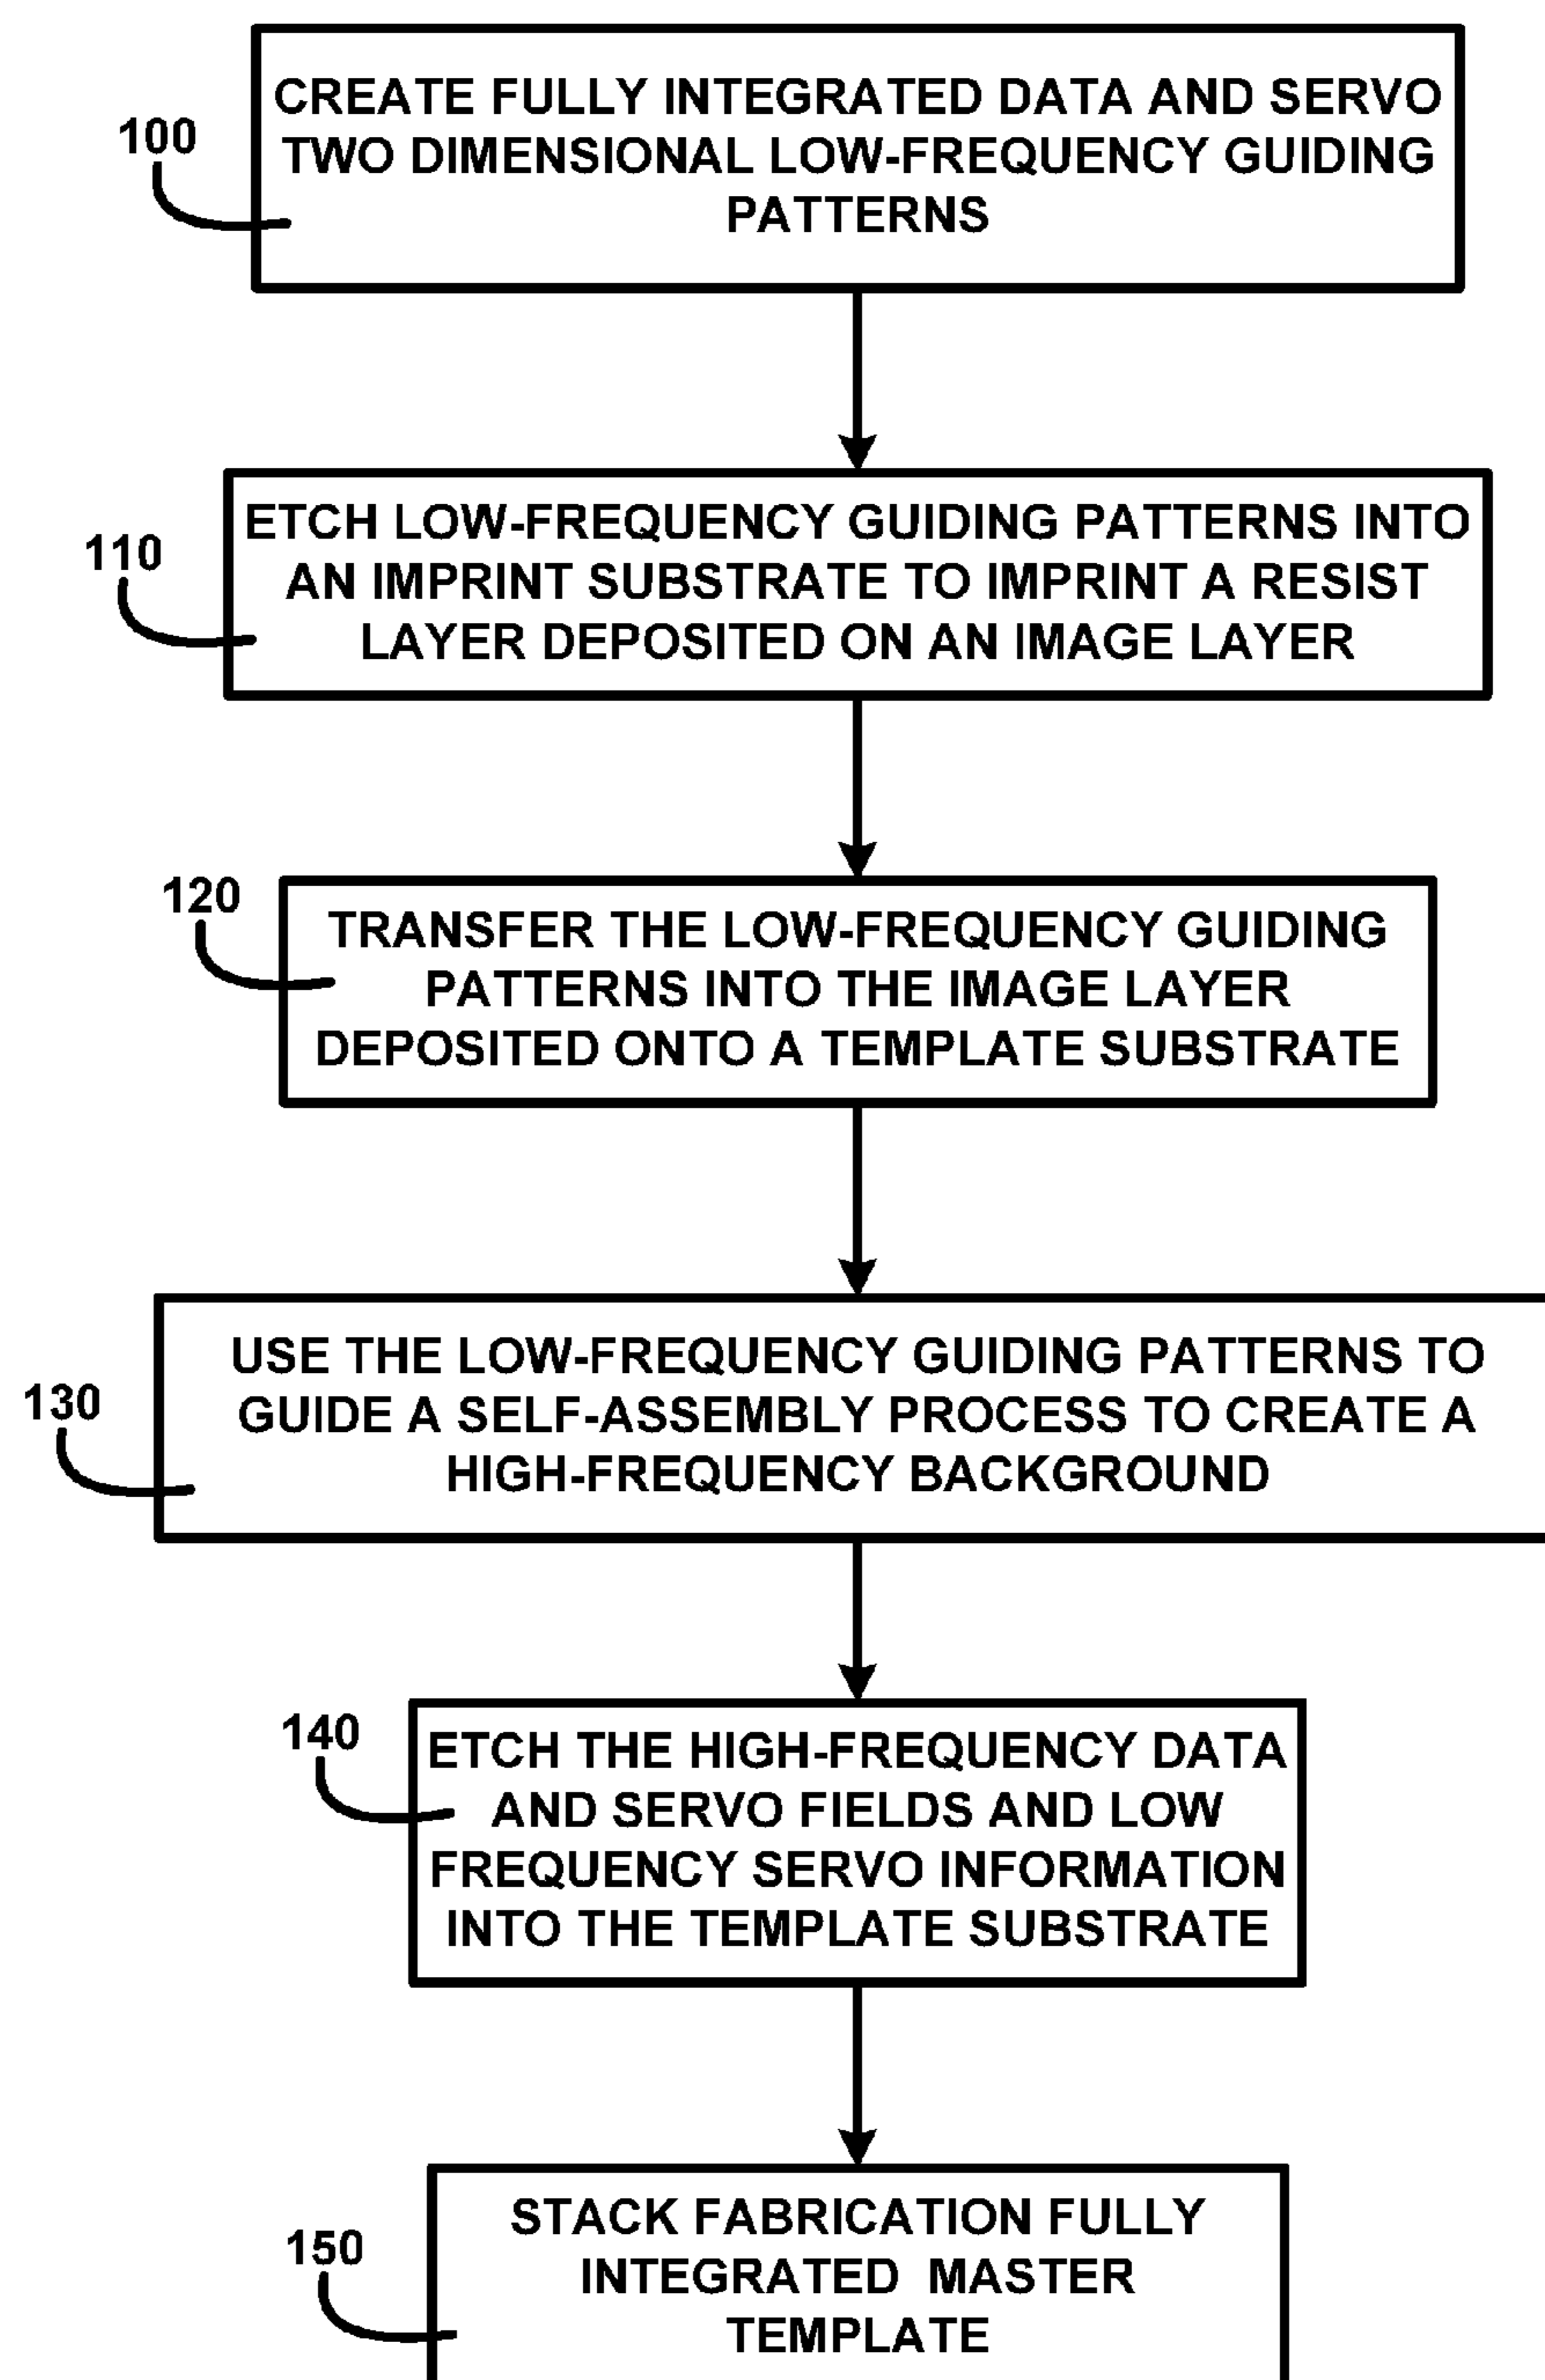 100
CREATE FULLY INTEGRATED DATA AND SERVO
TWO DIMENSIONAL LOW-FREQUENCY GUIDING
PATTERNS
110
ETCH LOW-FREQUENCY GUIDING PATTERNS INTO
AN IMPRINT SUBSTRATE TO IMPRINT A RESIST
LAYER DEPOSITED ON AN IMAGE LAYER
120
TRANSFER THE LOW-FREQUENCY GUIDING
PATTERNS INTO THE IMAGE LAYER
DEPOSITED ONTO A TEMPLATE SUBSTRATE
130
USE THE LOW-FREQUENCY GUIDING PATTERNS TO
GUIDE A SELF-ASSEMBLY PROCESS TO CREATE A
HIGH-FREQUENCY BACKGROUND
140
ETCH THE HIGH-FREQUENCY DATA
AND SERVO FIELDS AND LOW
FREQUENCY SERVO INFORMATION
INTO THE TEMPLATE SUBSTRATE
150
STACK FABRICATION FULLY
INTEGRATED  MASTER
TEMPLATE